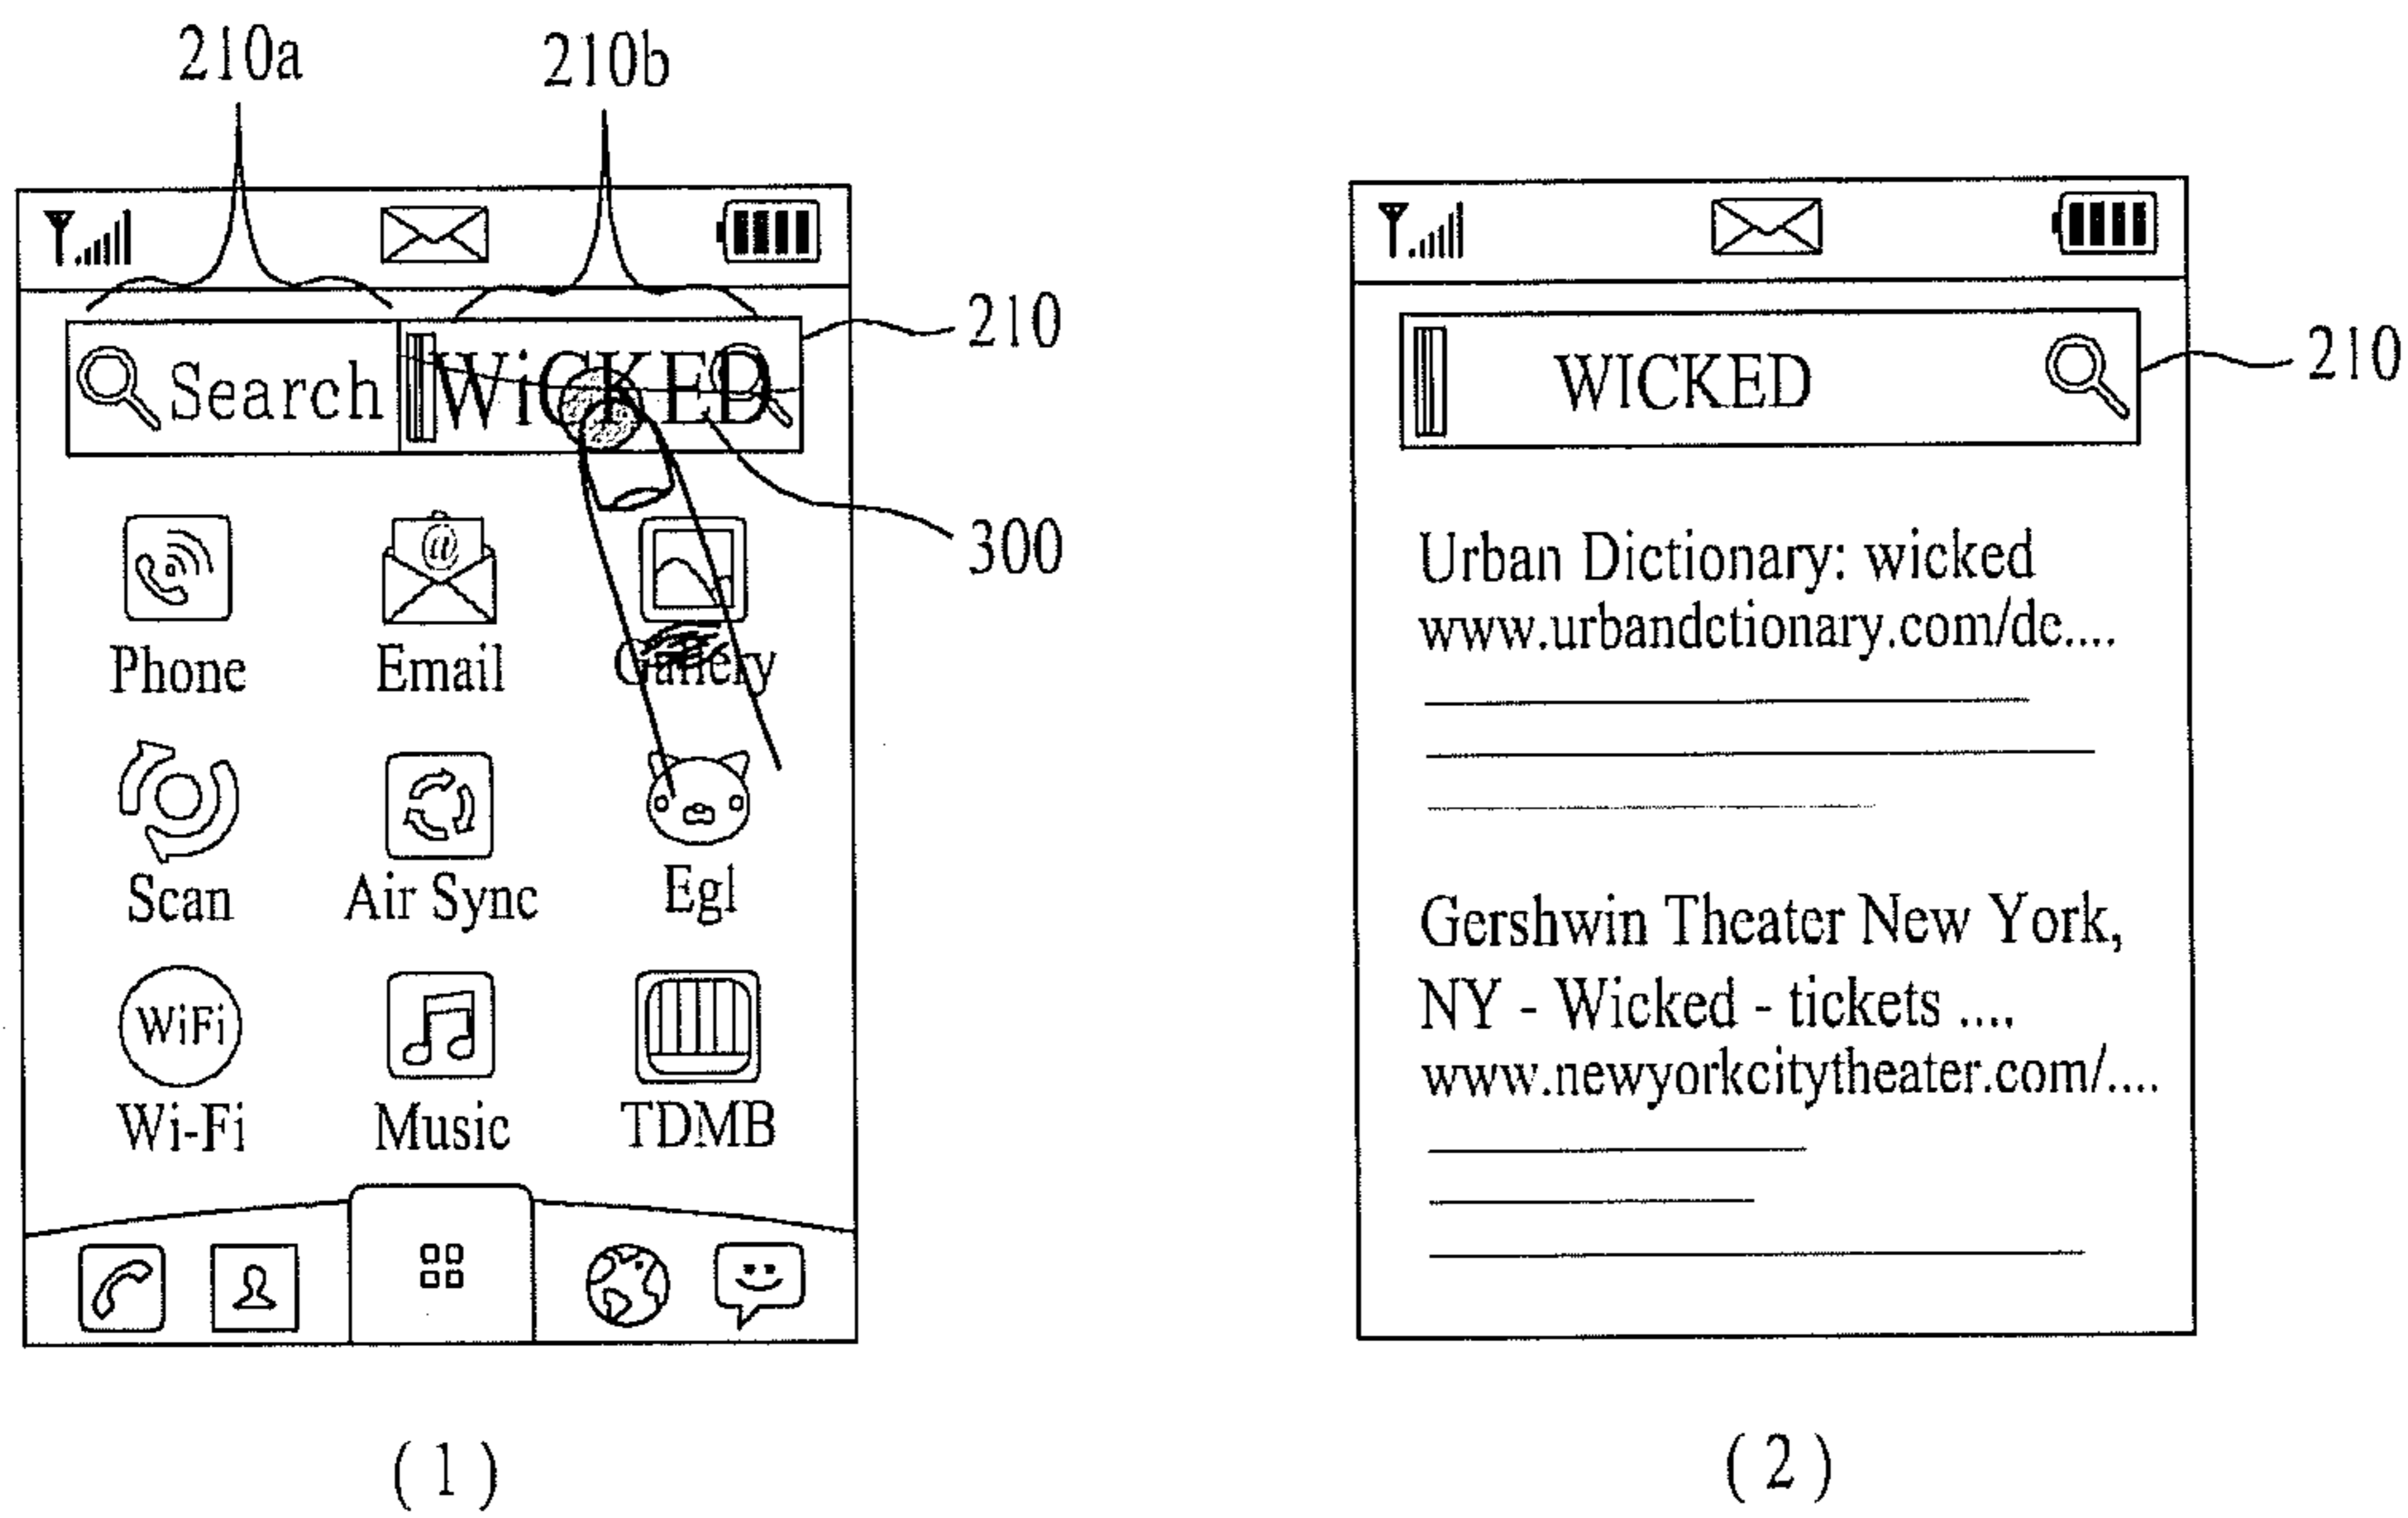 210a 210b
210
Search WiCKED
300
Phone Email Gallery
Scan Air Sync Egl
WiFi
Wi-Fi Music TDMB
(1)
WICKED
210
Urban Dictionary: wicked
www.urbandctionary.com/de....
Gershwin Theater New York,
NY - Wicked - tickets ....
www.newyorkcitytheater.com/....
(2)